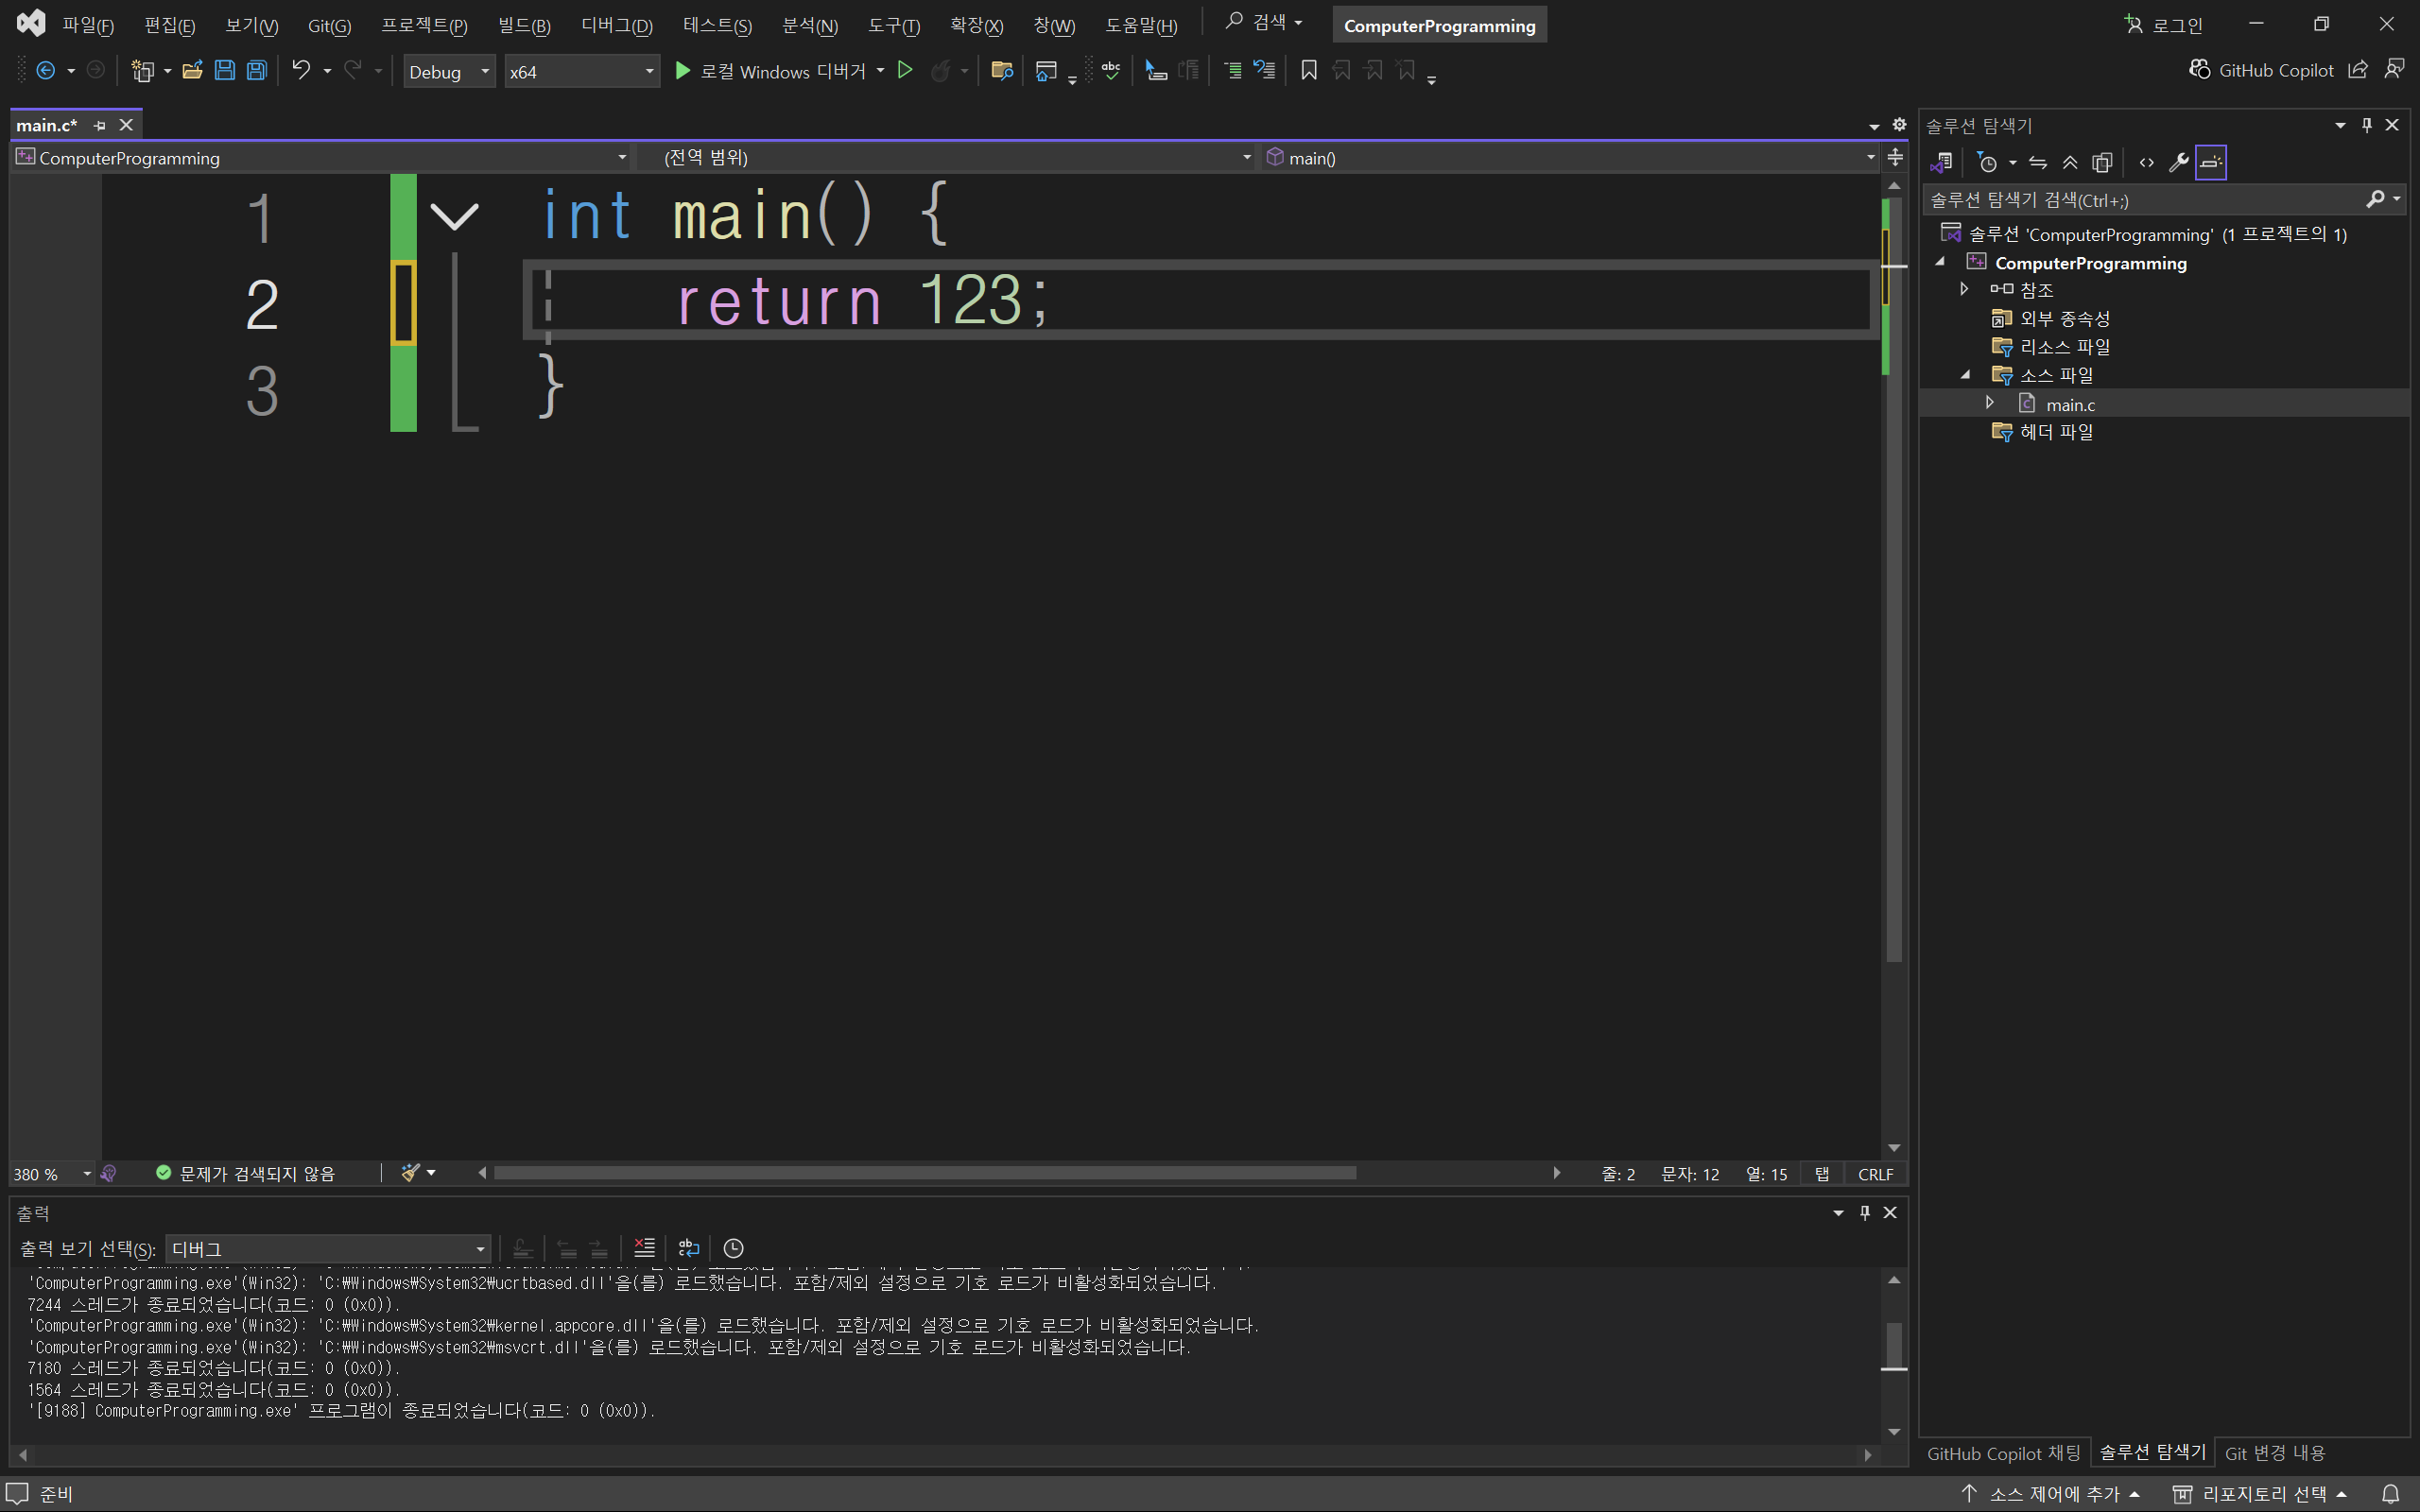 파일(F) 편집(E) 보기(V) Git(G) 프로젝트(P) 빌드(B) 디버그(D) 테스트(S) 분석(N) 도구(T) 확장(X) 창(W) 도움말(H) 검색 ComputerProgramming 로그인
Debug x64 로컬 Windows 디버거 abc GitHub Copilot
main.c*
ComputerProgramming (전역 범위) main()
1 int main() {
2 return 123;
3 }
380 % 문제가 검색되지 않음 줄: 2 문자: 12 열: 15 탭 CRLF
출력
출력 보기 선택(S): 디버그
'ComputerProgramming.exe'(Win32): 'C:₩Windows₩System32₩ucrtbased.dll'을(를) 로드했습니다. 포함/제외 설정으로 기호 로드가 비활성화되었습니다.
7244 스레드가 종료되었습니다(코드: 0 (0x0)).
'ComputerProgramming.exe'(Win32): 'C:₩Windows₩System32₩kernel.appcore.dll'을(를) 로드했습니다. 포함/제외 설정으로 기호 로드가 비활성화되었습니다.
'ComputerProgramming.exe'(Win32): 'C:₩Windows₩System32₩msvcrt.dll'을(를) 로드했습니다. 포함/제외 설정으로 기호 로드가 비활성화되었습니다.
7180 스레드가 종료되었습니다(코드: 0 (0x0)).
1564 스레드가 종료되었습니다(코드: 0 (0x0)).
'[9188] ComputerProgramming.exe' 프로그램이 종료되었습니다(코드: 0 (0x0)).
솔루션 탐색기
솔루션 탐색기 검색(Ctrl+;)
솔루션 'ComputerProgramming' (1 프로젝트의 1)
ComputerProgramming
참조
외부 종속성
리소스 파일
소스 파일
main.c
헤더 파일
GitHub Copilot 채팅 솔루션 탐색기 Git 변경 내용
준비 소스 제어에 추가 리포지토리 선택